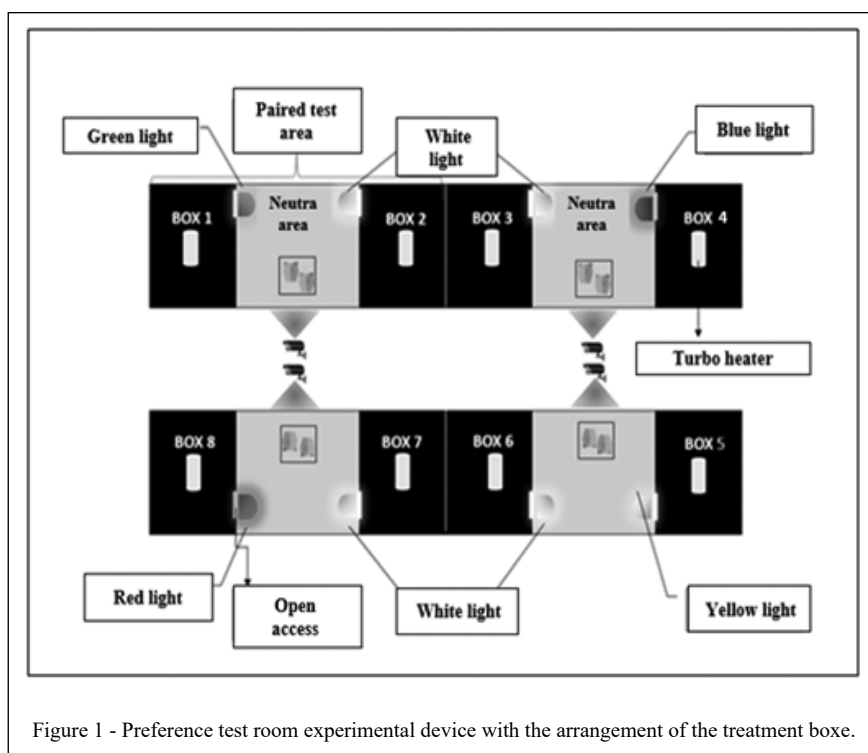 Green light
Paired test
area
White
light
Blue light
BOX 1
Neutra
area
BOX 2
BOX 3
Neutra
area
BOX 4
Turbo heater
BOX 8
BOX 7
BOX 6
BOX 5
Red light
Open
access
White light
Yellow light
Figure 1 - Preference test room experimental device with the arrangement of the treatment boxe.